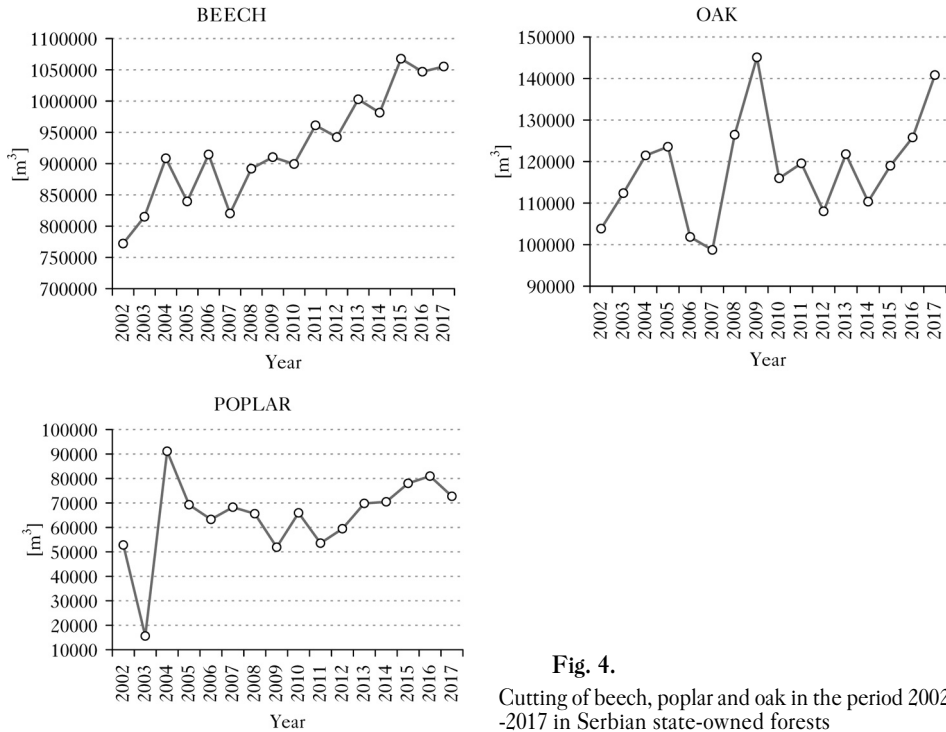 BEECH
1100000
1050000
1000000
950000
900000
850000
800000
750000
700000
[m³]
2002 2003 2004 2005 2006 2007 2008 2009 2010 2011 2012 2013 2014 2015 2016 2017
Year
OAK
150000
140000
130000
120000
110000
100000
90000
[m³]
2002 2003 2004 2005 2006 2007 2008 2009 2010 2011 2012 2013 2014 2015 2016 2017
Year
POPLAR
100000
90000
80000
70000
60000
50000
40000
30000
20000
10000
[m³]
2002 2003 2004 2005 2006 2007 2008 2009 2010 2011 2012 2013 2014 2015 2016 2017
Year
Fig. 4.
Cutting of beech, poplar and oak in the period 2002
-2017 in Serbian state-owned forests